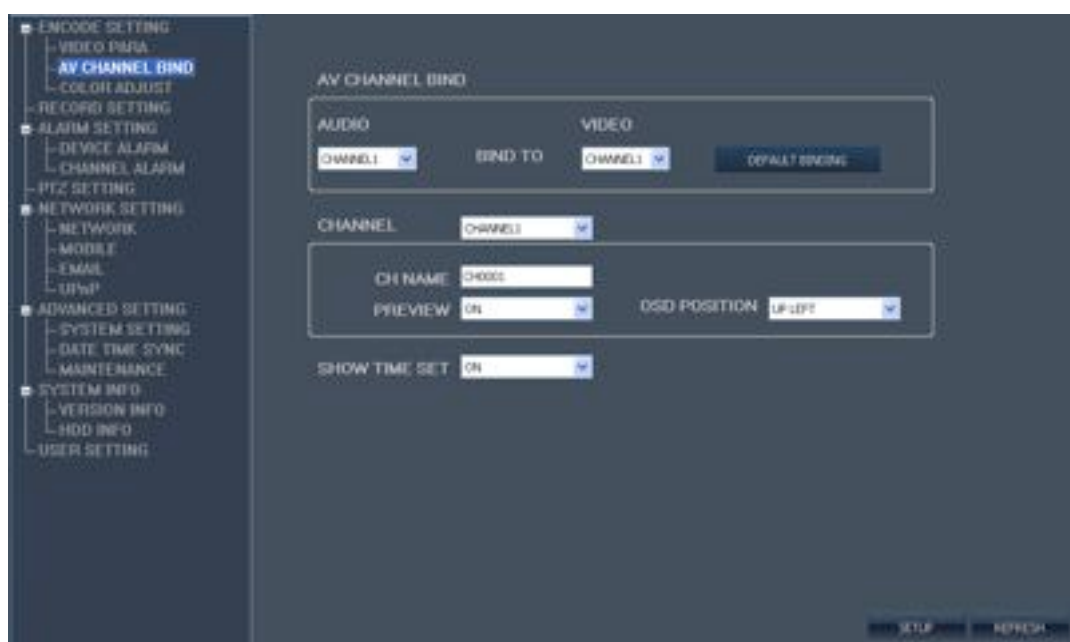 ENCODE SETTING
VIDEO PARA
AV CHANNEL BIND
COLOR ADJUST
RECORD SETTING
ALARM SETTING
DEVICE ALARM
CHANNEL ALARM
PTZ SETTING
NETWORK SETTING
NETWORK
MOBILE
EMAIL
UPnP
ADVANCED SETTING
SYSTEM SETTING
DATE TIME SYNC
MAINTENANCE
SYSTEM INFO
VERSION INFO
HDD INFO
USER SETTING
AV CHANNEL BIND
AUDIO VIDEO
CHANNEL1 BIND TO CHANNEL1 DEFAULT BINDING
CHANNEL CHANNEL1
CH NAME CH0001
PREVIEW ON OSD POSITION UP LEFT
SHOW TIME SET ON
SETUP REFRESH